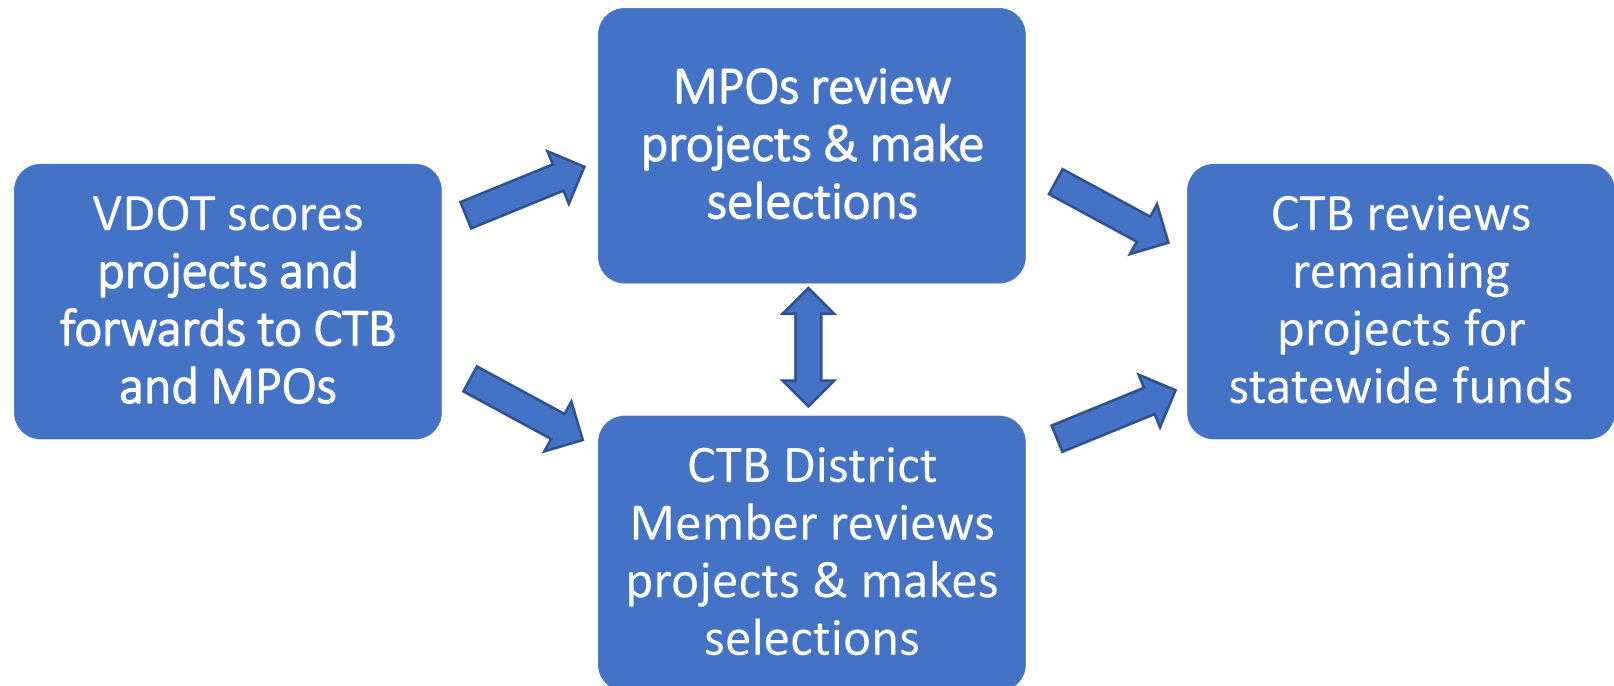 VDOT scores
projects and
forwards to CTB
and MPOs
MPOs review
projects & make
selections
CTB District
Member reviews
projects & makes
selections
CTB reviews
remaining
projects for
statewide funds